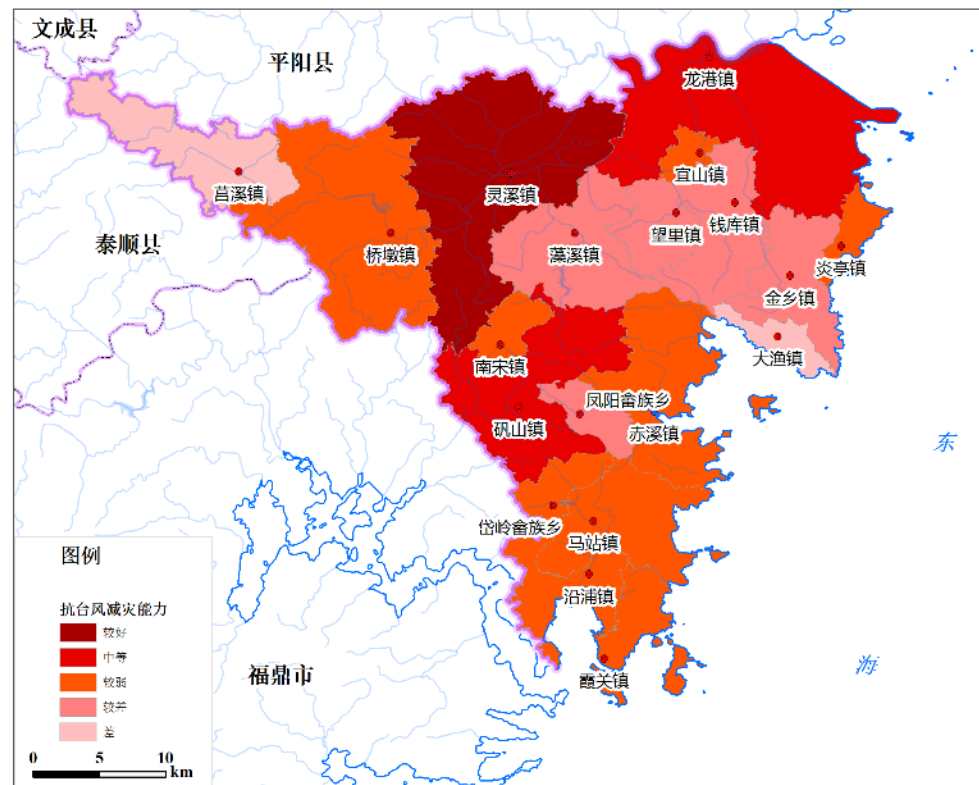 文成县
平阳县
龙港镇
宜山镇
莒溪镇
灵溪镇
钱库镇
望里镇
泰顺县
桥墩镇
藻溪镇
炎亭镇
金乡镇
大渔镇
南宋镇
凤阳畲族乡
矾山镇
赤溪镇
东
岱岭畲族乡
马站镇
沿浦镇
海
福鼎市
霞关镇
图例
抗台风减灾能力
较好
中等
较弱
较差
差
0 5 10
km